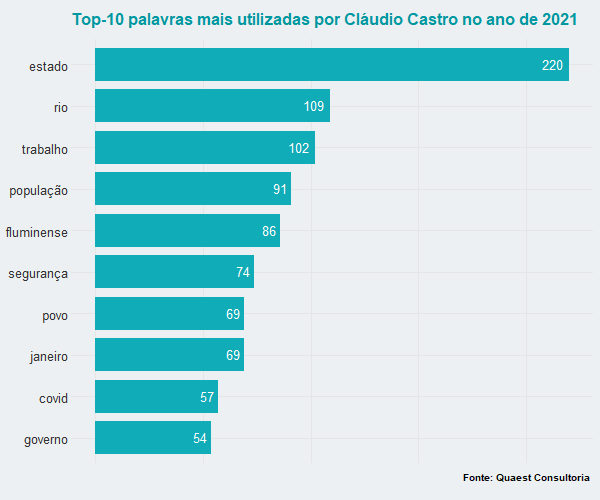 Top-10 palavras mais utilizadas por Cláudio Castro no ano de 2021
estado 220
rio 109
trabalho 102
população 91
fluminense 86
segurança 74
povo 69
janeiro 69
covid 57
governo 54
Fonte: Quaest Consultoria